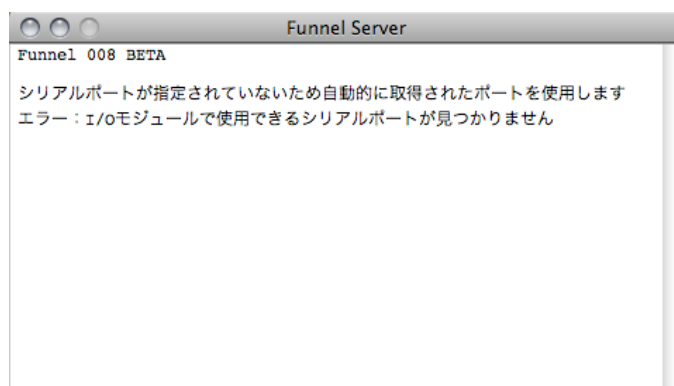 Funnel Server
Funnel 008 BETA
シリアルポートが指定されていないため自動的に取得されたポートを使用します
エラー：I/Oモジュールで使用できるシリアルポートが見つかりません